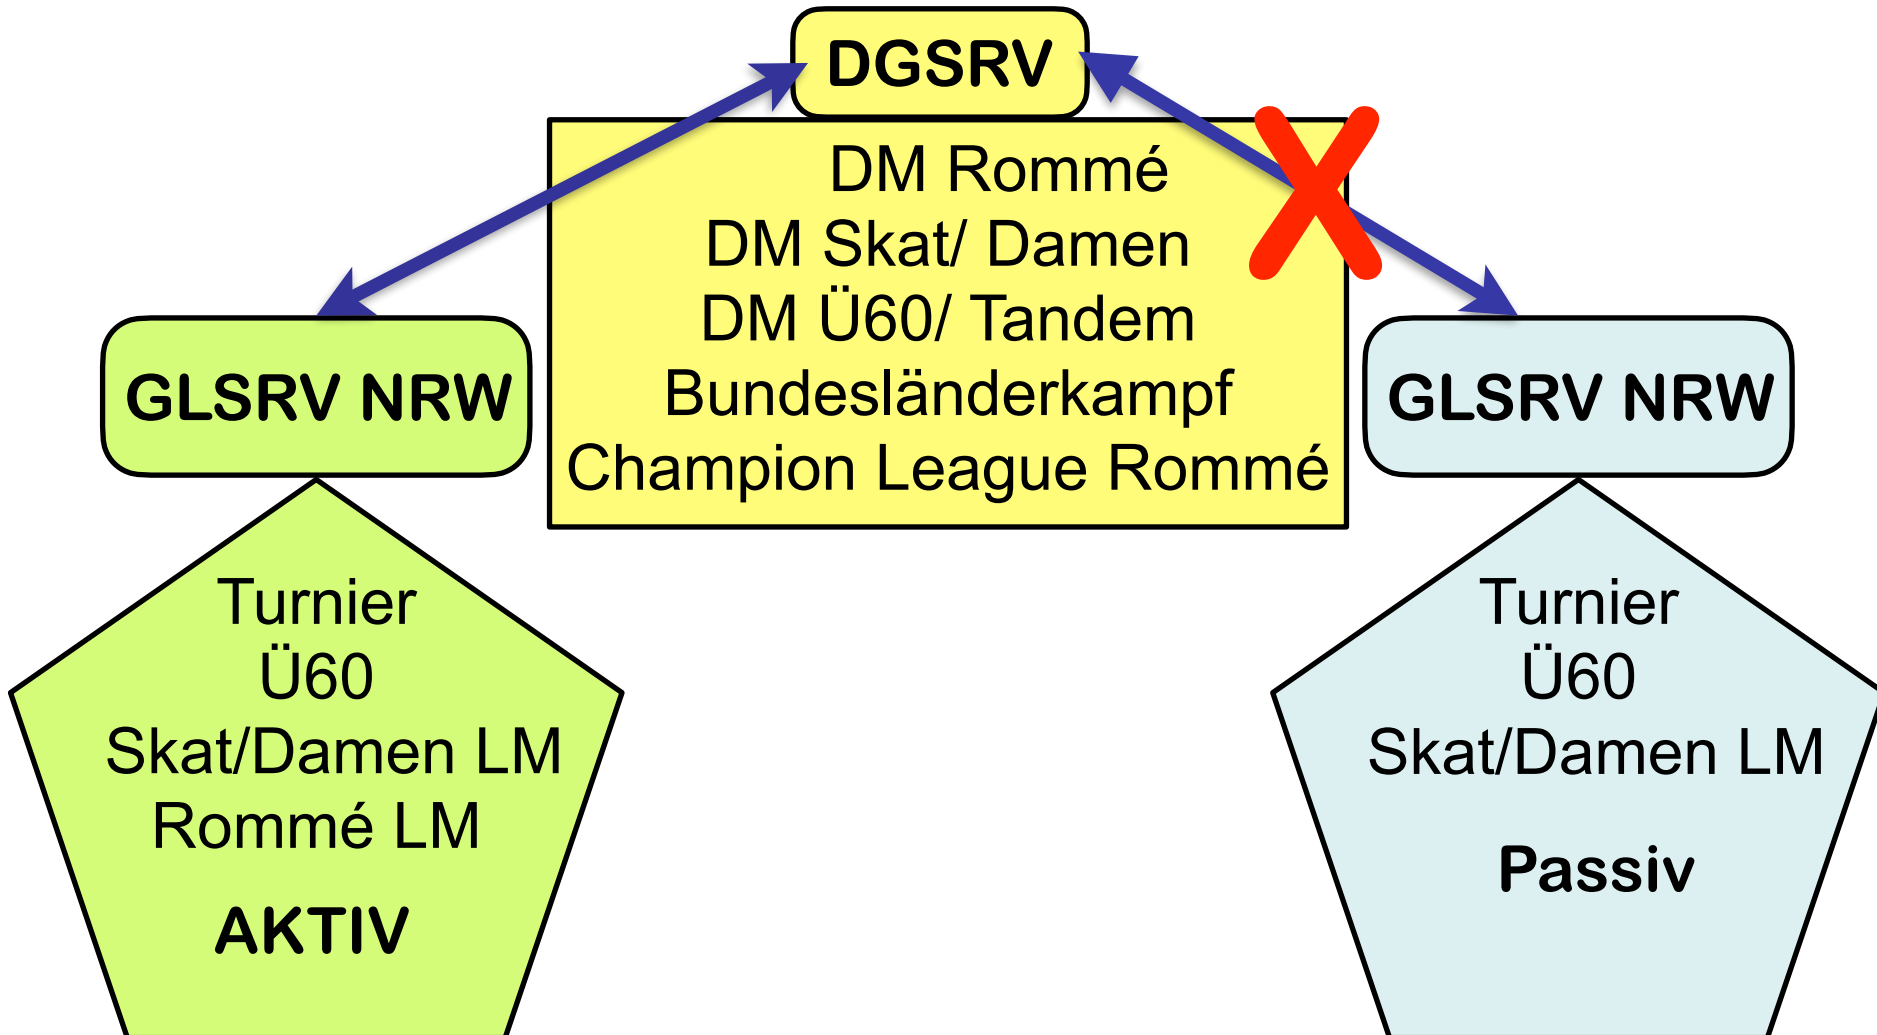 DGSRV
DM Rommé
DM Skat/ Damen
DM Ü60/ Tandem
Bundesländerkampf
Champion League Rommé
GLSRV NRW
Turnier
Ü60
Skat/Damen LM
Rommé LM
AKTIV
GLSRV NRW
Turnier
Ü60
Skat/Damen LM
Passiv